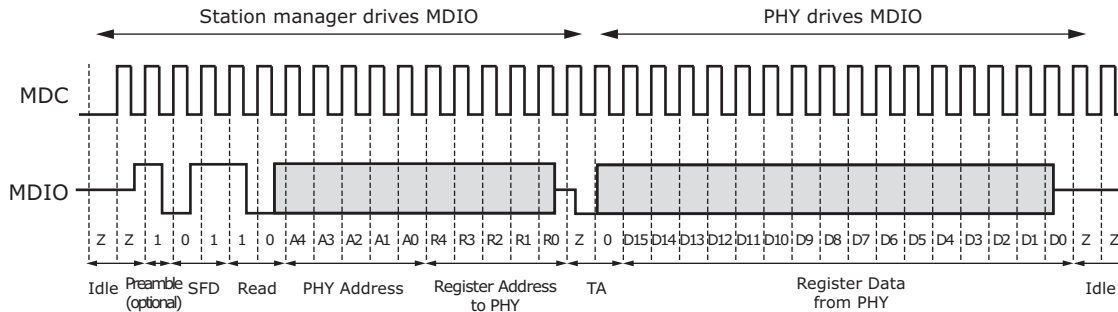 Station manager drives MDIO PHY drives MDIO
MDC
MDIO
Z Z 1 0 1 1 0 A4 A3 A2 A1 A0 R4 R3 R2 R1 R0 Z 0 D15 D14 D13 D12 D11 D10 D9 D8 D7 D6 D5 D4 D3 D2 D1 D0 Z Z
Idle Preamble (optional) SFD Read PHY Address Register Address to PHY TA Register Data from PHY Idle